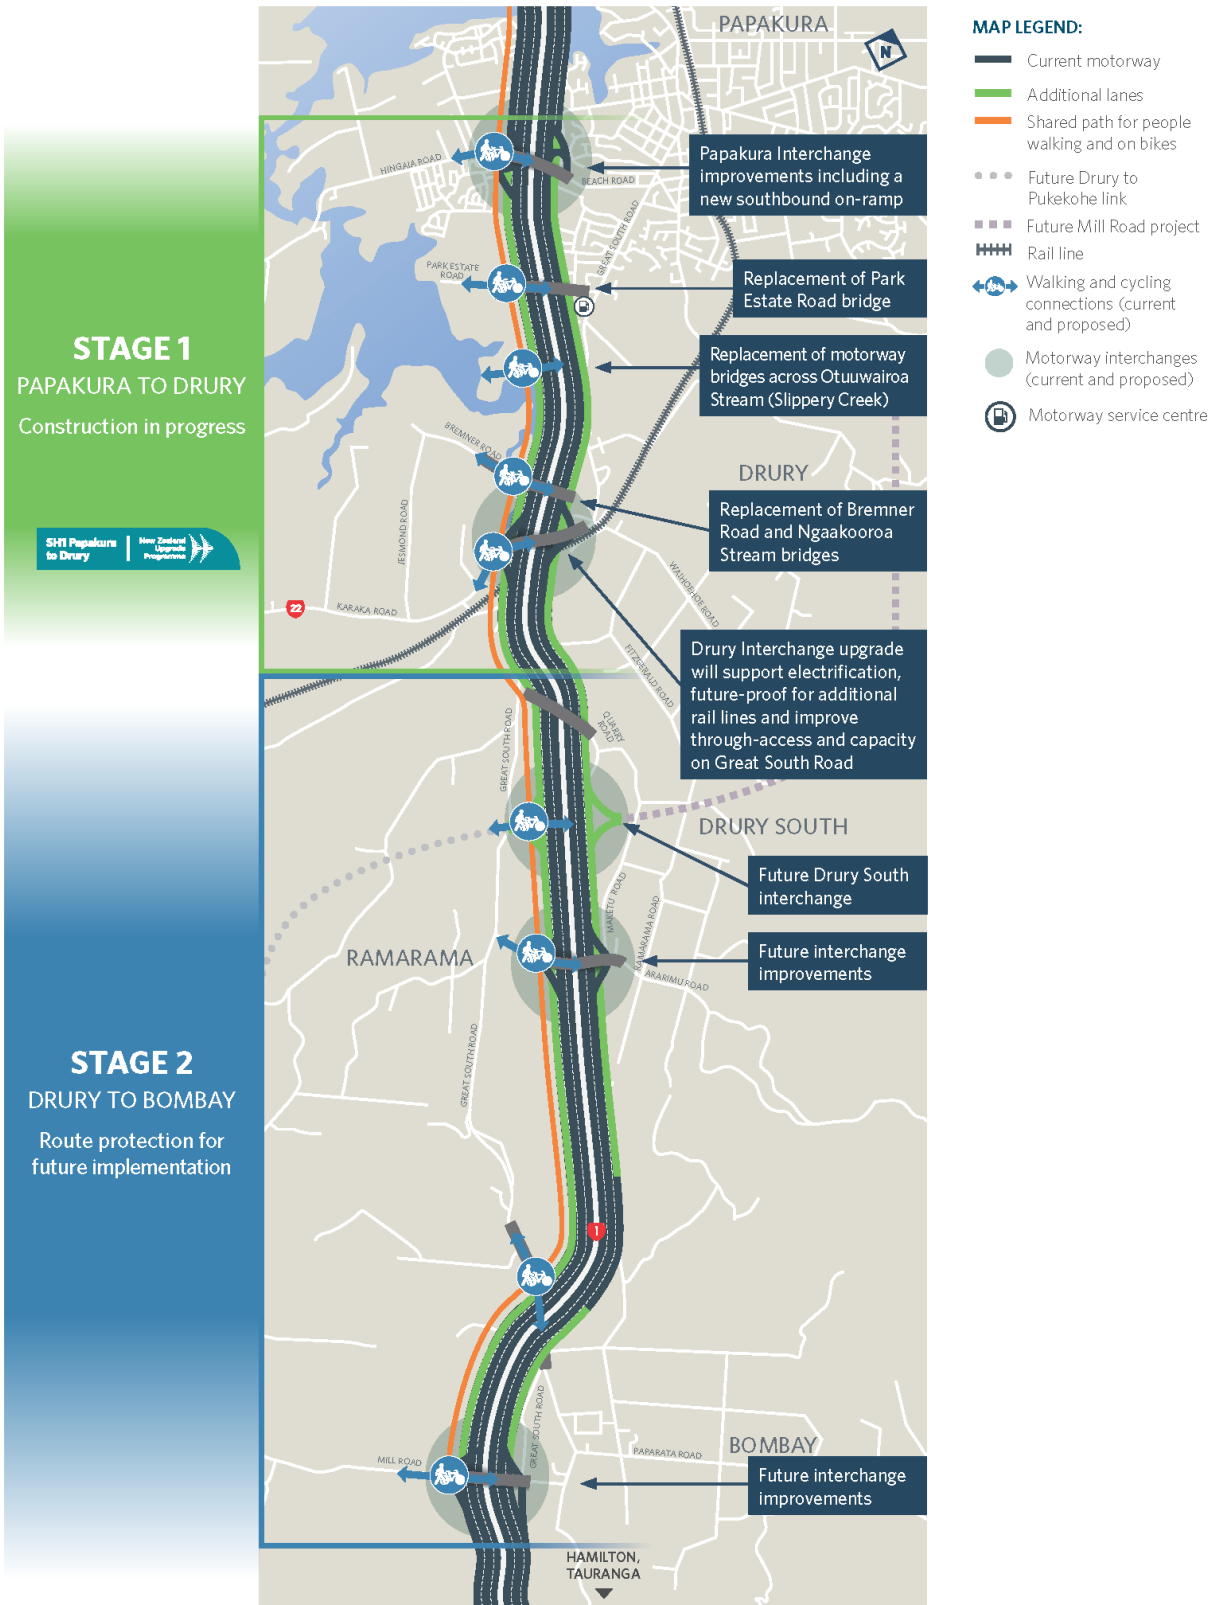 PAPAKURA
N
MAP LEGEND:
Current motorway
Additional lanes
Shared path for people
walking and on bikes
Future Drury to
Pukekohe link
Future Mill Road project
Rail line
Walking and cycling
connections (current
and proposed)
Motorway interchanges
(current and proposed)
Motorway service centre
STAGE 1
PAPAKURA TO DRURY
Construction in progress
SH1 Papakura
to Drury
New Zealand
Upgrade
Programme
HINGAIA ROAD
BEACH ROAD
Papakura Interchange
improvements including a
new southbound on-ramp
GREAT SOUTH ROAD
PARK ESTATE
ROAD
Replacement of Park
Estate Road bridge
Replacement of motorway
bridges across Otuuwairoa
Stream (Slippery Creek)
BREMNER ROAD
DRURY
Replacement of Bremner
Road and Ngaakooroa
Stream bridges
JESMOND ROAD
22
KARAKA ROAD
WAIHOEHOE ROAD
FITZGERALD ROAD
Drury Interchange upgrade
will support electrification,
future-proof for additional
rail lines and improve
through-access and capacity
on Great South Road
GREAT SOUTH ROAD
QUARRY
ROAD
DRURY SOUTH
Future Drury South
interchange
MAKETU ROAD
RAMARAMA ROAD
RAMARAMA
ARARIMU ROAD
Future interchange
improvements
STAGE 2
DRURY TO BOMBAY
Route protection for
future implementation
GREAT SOUTH ROAD
1
GREAT SOUTH ROAD
MILL ROAD
PAPARATA ROAD
BOMBAY
Future interchange
improvements
HAMILTON,
TAURANGA